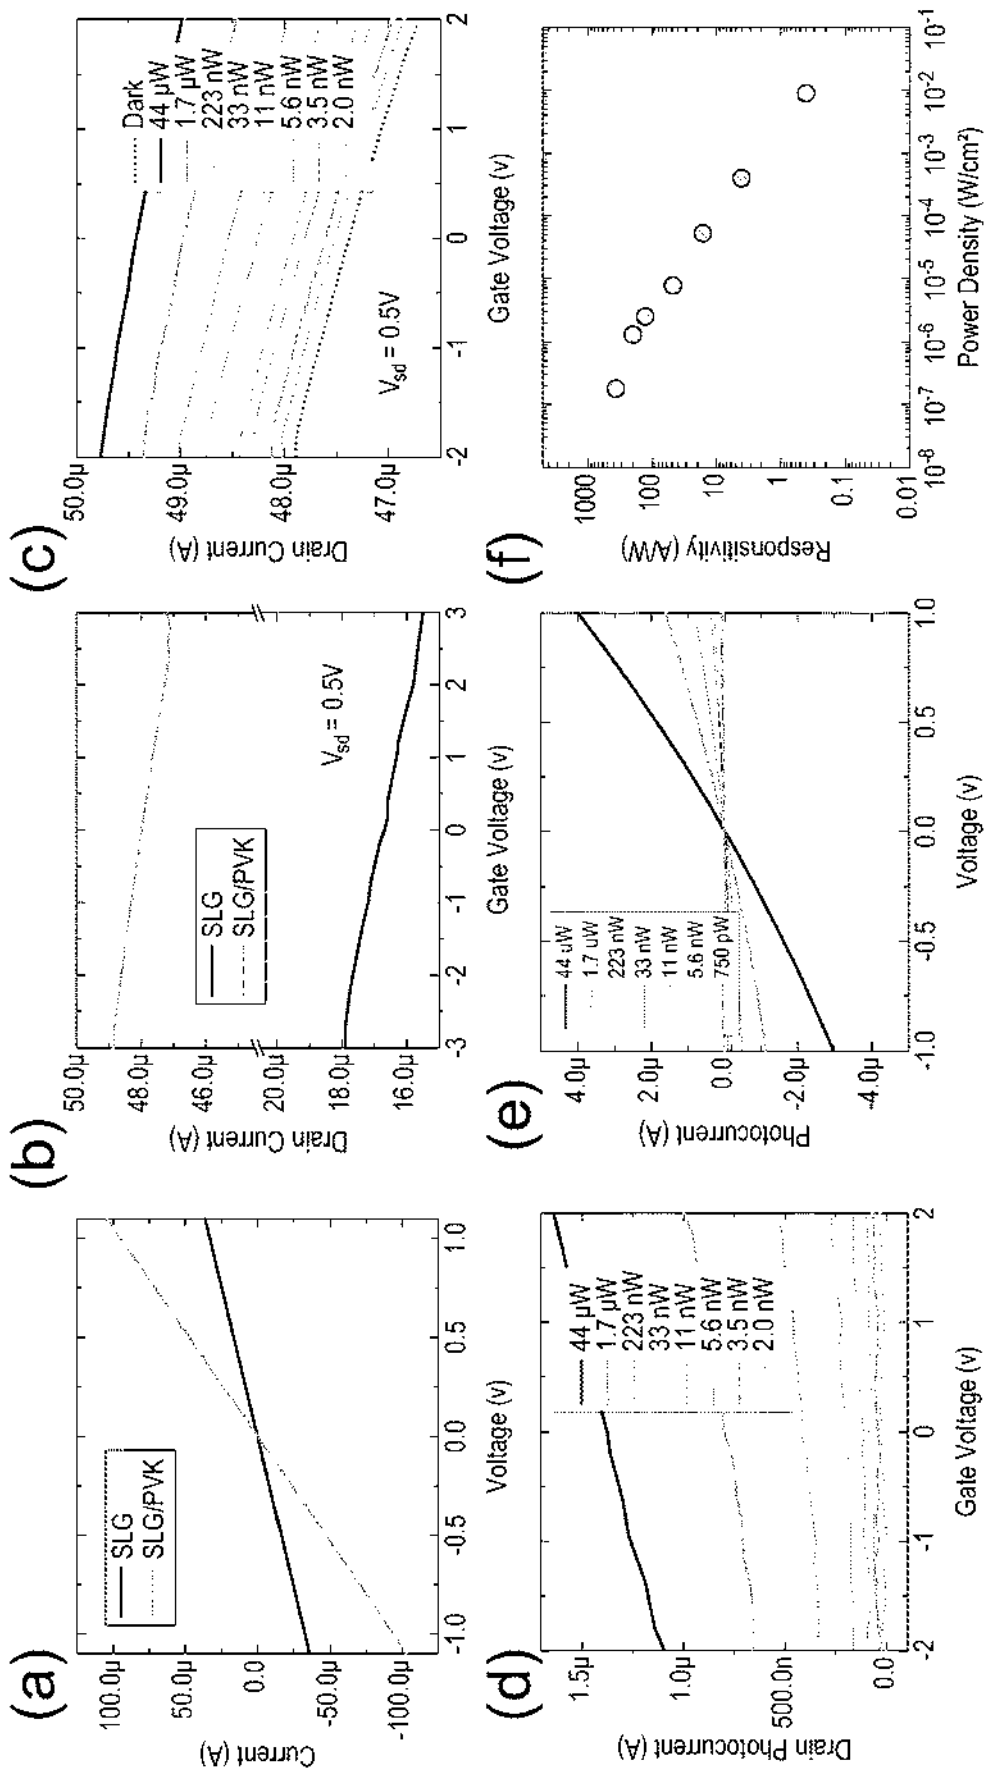 (a)
100.0µ
50.0µ
0.0
-50.0µ
-100.0µ
Current (A)
SLG
SLG/PVK
-1.0
-0.5
0.0
0.5
1.0
Voltage (v)
(b)
50.0µ
48.0µ
46.0µ
20.0µ
18.0µ
16.0µ
Drain Current (A)
SLG
SLG/PVK
Vsd = 0.5V
-3
-2
-1
0
1
2
3
Gate Voltage (v)
(c)
50.0µ
49.0µ
48.0µ
47.0µ
Drain Current (A)
Dark
44 µW
1.7 µW
223 nW
33 nW
11 nW
5.6 nW
3.5 nW
2.0 nW
Vsd = 0.5V
-2
-1
0
1
2
Gate Voltage (v)
(d)
1.5µ
1.0µ
500.0n
0.0
Drain Photocurrent (A)
44 µW
1.7 µW
223 nW
33 nW
11 nW
5.6 nW
3.5 nW
2.0 nW
-2
-1
0
1
2
Gate Voltage (v)
(e)
4.0µ
2.0µ
0.0
-2.0µ
-4.0µ
Photocurrent (A)
44 uW
1.7 uW
223 nW
33 nW
11 nW
5.6 nW
750 pW
-1.0
-0.5
0.0
0.5
1.0
Voltage (v)
(f)
1000
100
10
1
0.1
0.01
Responsitivity (A/W)
10⁻⁸
10⁻⁷
10⁻⁶
10⁻⁵
10⁻⁴
10⁻³
10⁻²
10⁻¹
Power Density (W/cm²)